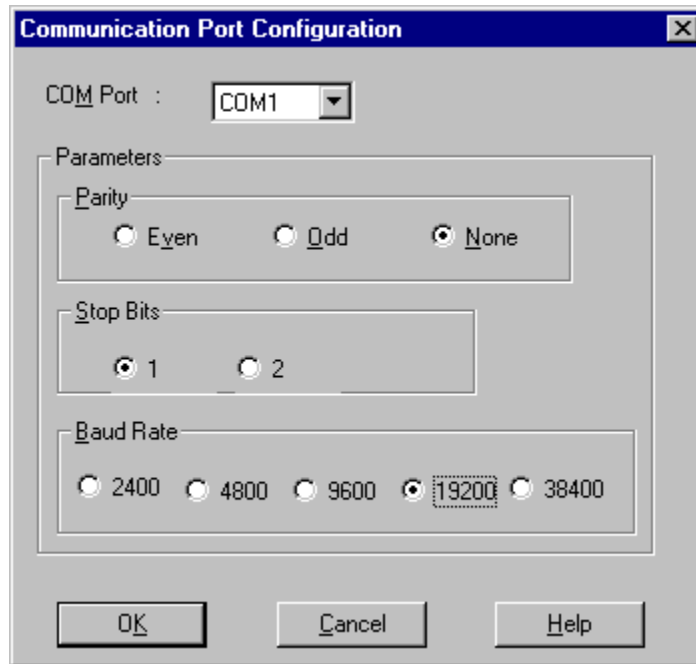 Communication Port Configuration
COM Port : COM1
Parameters
Parity
Even Odd None
Stop Bits
1 2
Baud Rate
2400 4800 9600 19200 38400
OK Cancel Help